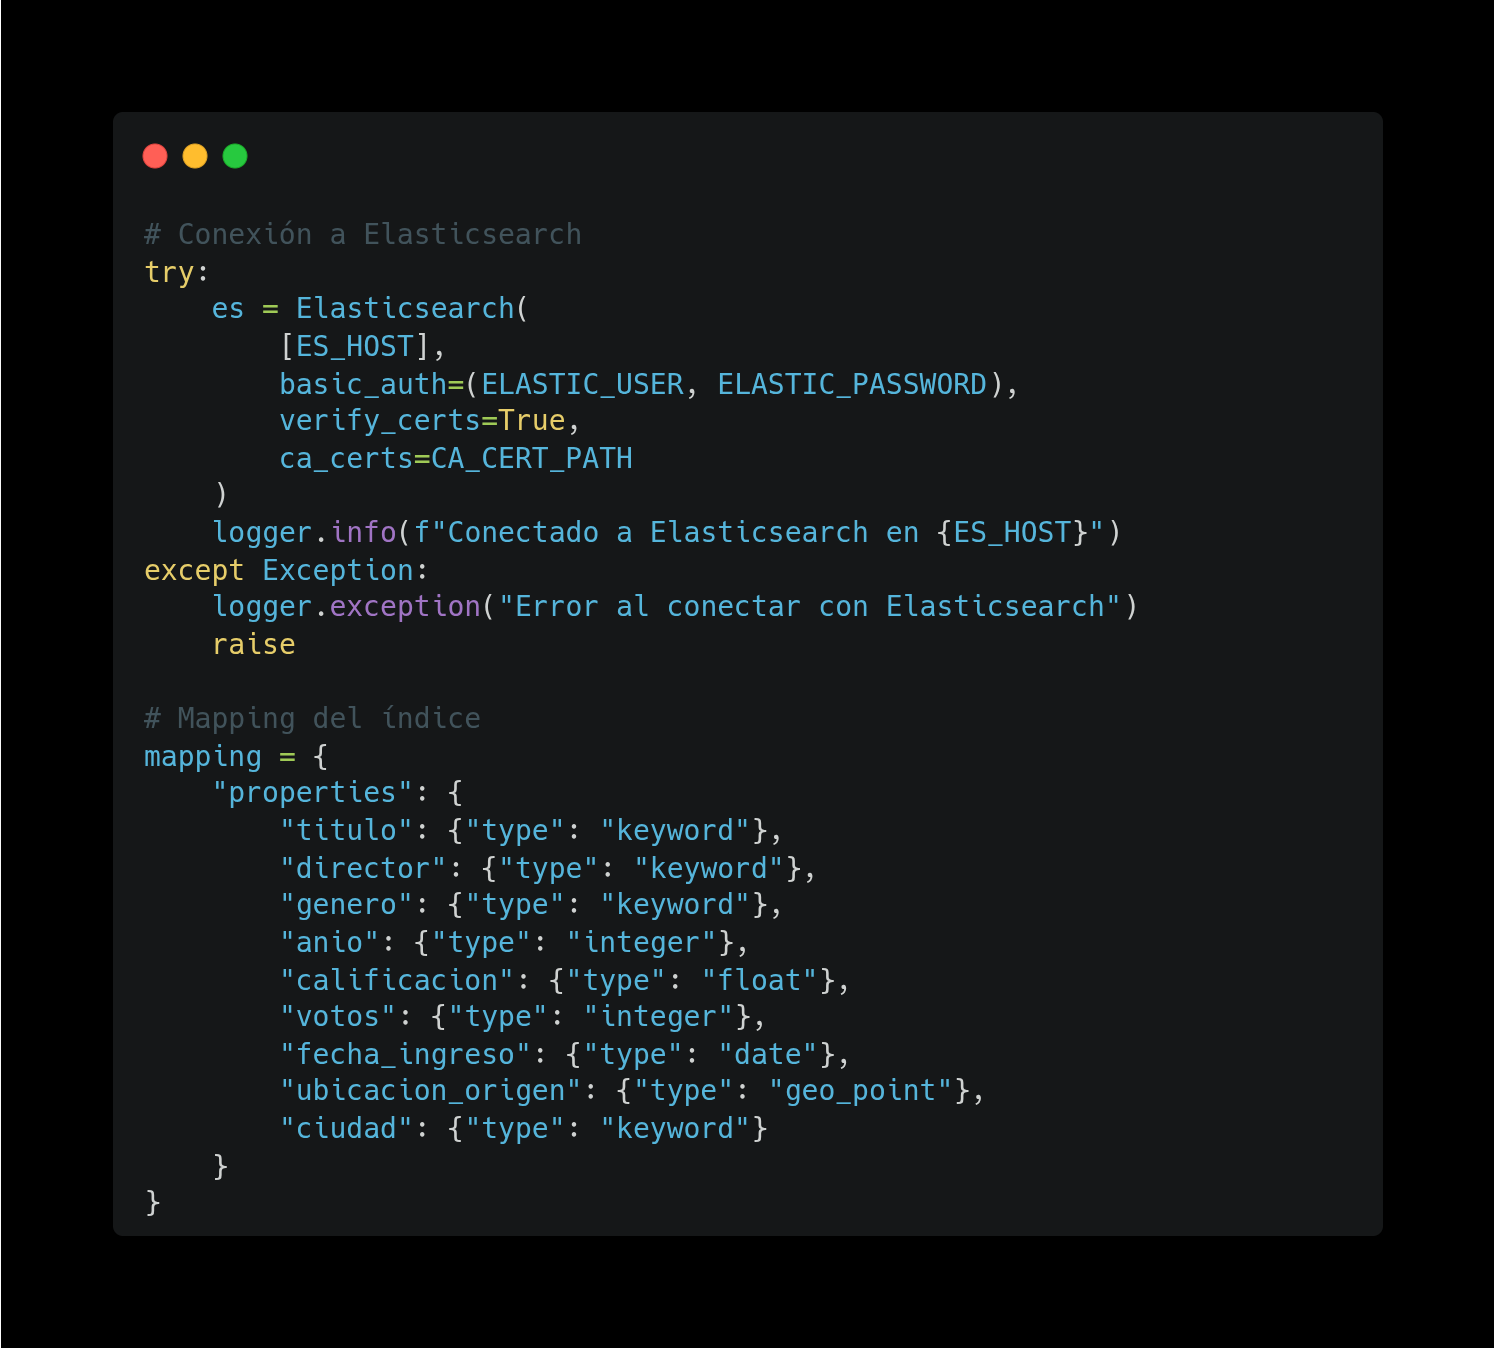 # Conexión a Elasticsearch
try:
    es = Elasticsearch(
        [ES_HOST],
        basic_auth=(ELASTIC_USER, ELASTIC_PASSWORD),
        verify_certs=True,
        ca_certs=CA_CERT_PATH
    )
    logger.info(f"Conectado a Elasticsearch en {ES_HOST}")
except Exception:
    logger.exception("Error al conectar con Elasticsearch")
    raise

# Mapping del índice
mapping = {
    "properties": {
        "titulo": {"type": "keyword"},
        "director": {"type": "keyword"},
        "genero": {"type": "keyword"},
        "anio": {"type": "integer"},
        "calificacion": {"type": "float"},
        "votos": {"type": "integer"},
        "fecha_ingreso": {"type": "date"},
        "ubicacion_origen": {"type": "geo_point"},
        "ciudad": {"type": "keyword"}
    }
}